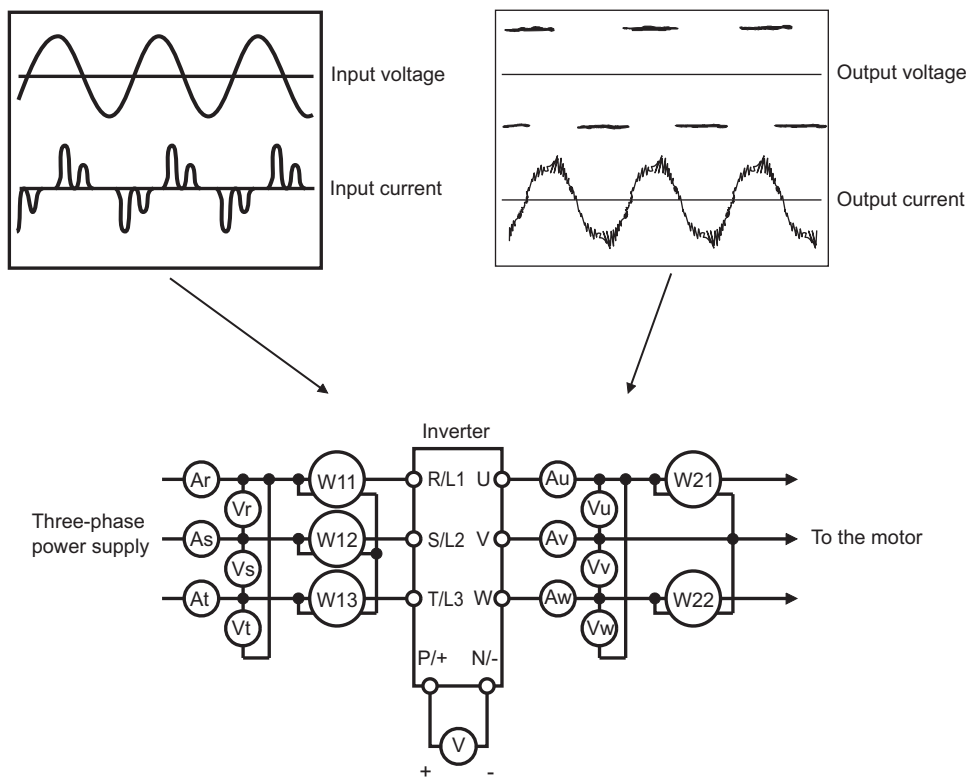 Input voltage
Input current
Output voltage
Output current
Inverter
Ar
W11
R/L1
U
Au
W21
Vr
Vu
Three-phase
power supply
As
W12
S/L2
V
Av
To the motor
Vs
Vv
At
W13
T/L3
W
Aw
W22
Vt
Vw
P/+
N/-
V
+
-